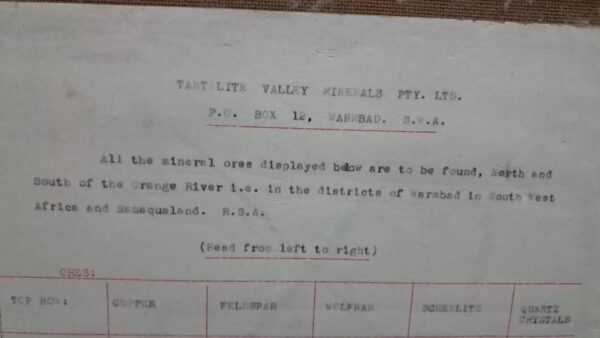 TANTELITE VALLEY MINERALS PTY. LTD.
P.O. BOX 12, WARMBAD. S.W.A.
All the mineral ores displayed below are to be found, North and
South of the Orange River i.e. in the districts of Warmbad in South West
Africa and Namaqualand. R.S.A.
(Read from left to right)
ORES:
TOP ROW: COPPER FELDSPAR WOLFRAM SCHEELITE QUARTZ
CRYSTALS